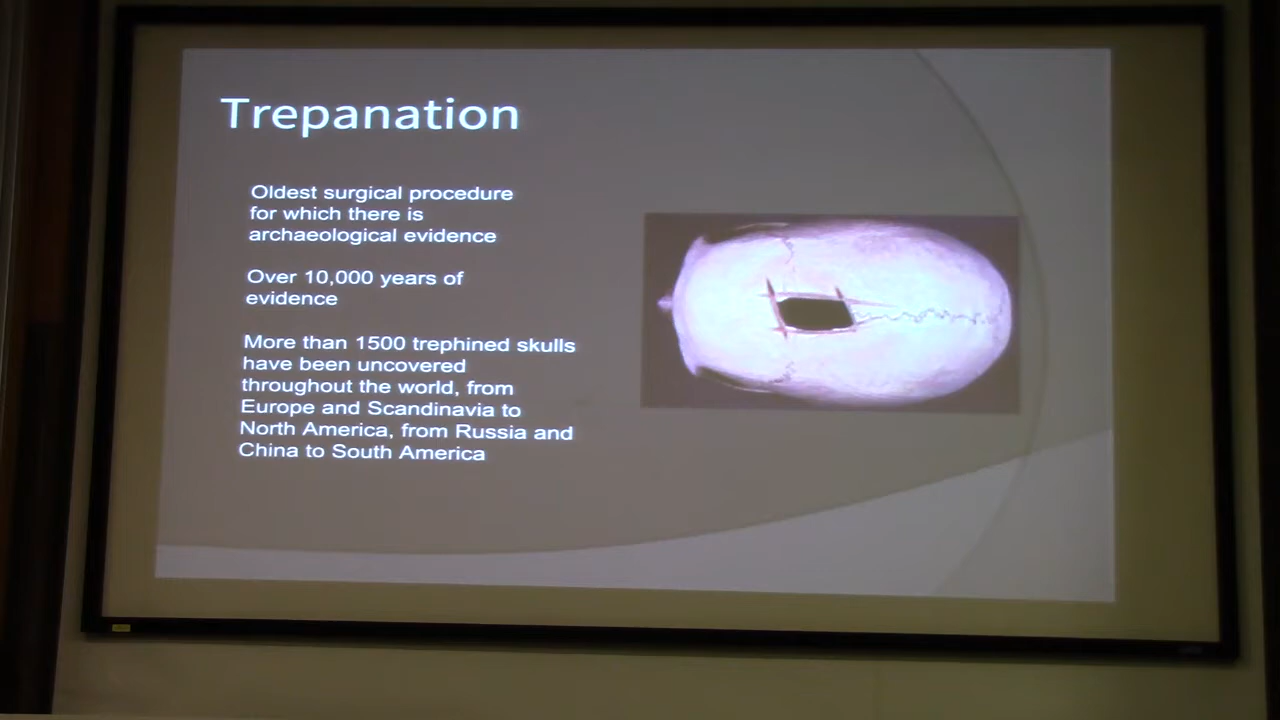 Trepanation
Oldest surgical procedure
for which there is
archaeological evidence
Over 10,000 years of
evidence
More than 1500 trephined skulls
have been uncovered
throughout the world, from
Europe and Scandinavia to
North America, from Russia and
China to South America